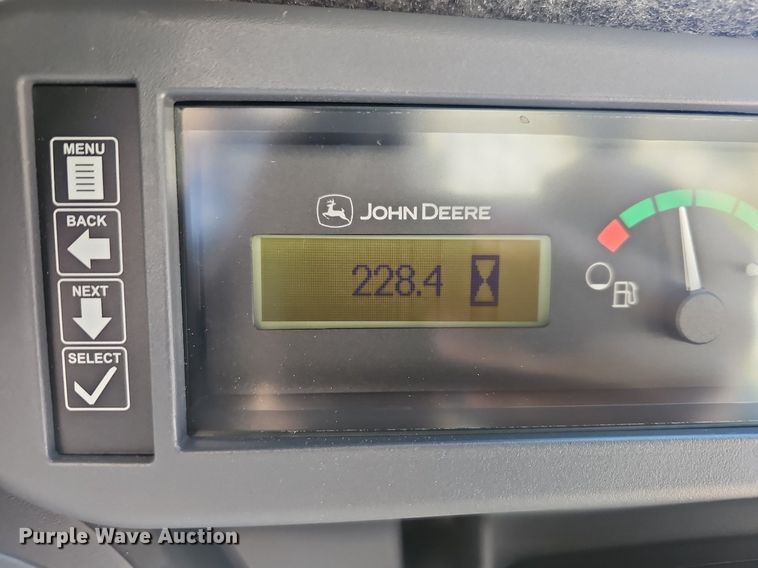 MENU
BACK
NEXT
SELECT
JOHN DEERE
228.4
Purple Wave Auction